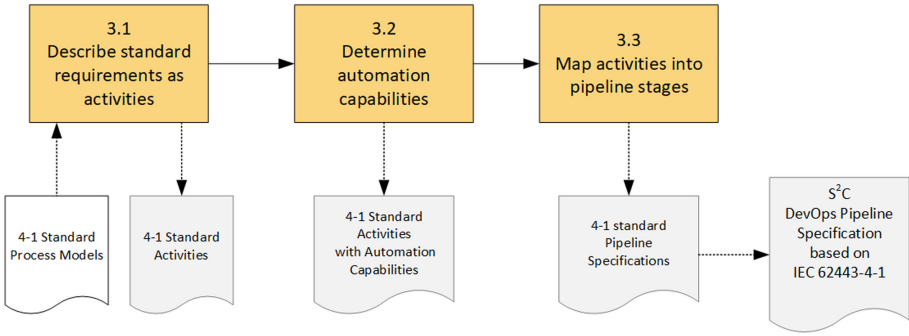 3.1
Describe standard
requirements as
activities
3.2
Determine
automation
capabilities
3.3
Map activities into
pipeline stages
4-1 Standard
Process Models
4-1 Standard
Activities
4-1 Standard
Activities
with Automation
Capabilities
4-1 standard
Pipeline
Specifications
S²C
DevOps Pipeline
Specification
based on
IEC 62443-4-1